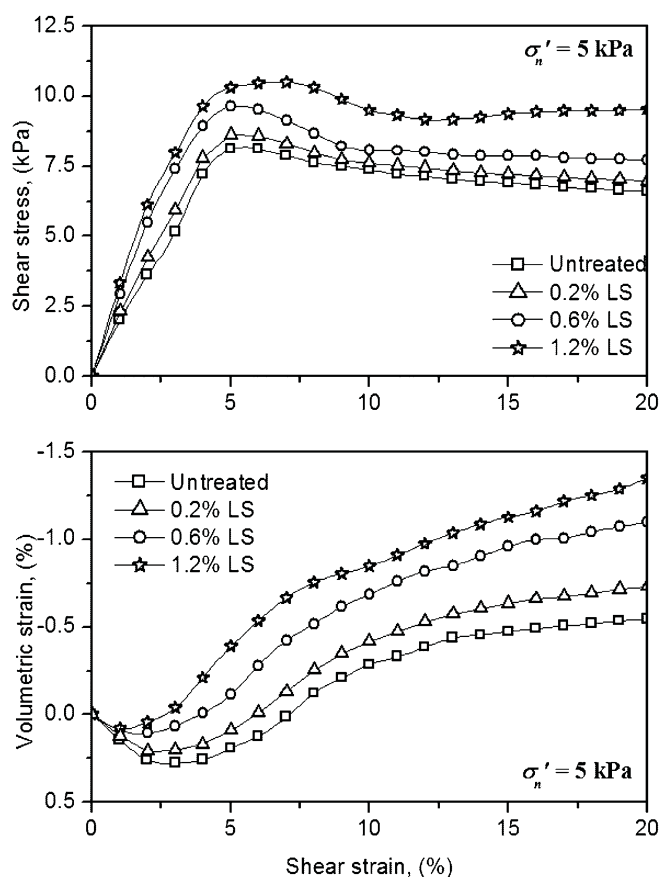 12.5
10.0
7.5
5.0
2.5
0.0
Shear stress, (kPa)
σn′ = 5 kPa
Untreated
0.2% LS
0.6% LS
1.2% LS
0 5 10 15 20
-1.5
-1.0
-0.5
0.0
0.5
Volumetric strain, (%)
Untreated
0.2% LS
0.6% LS
1.2% LS
σn′ = 5 kPa
0 5 10 15 20
Shear strain, (%)